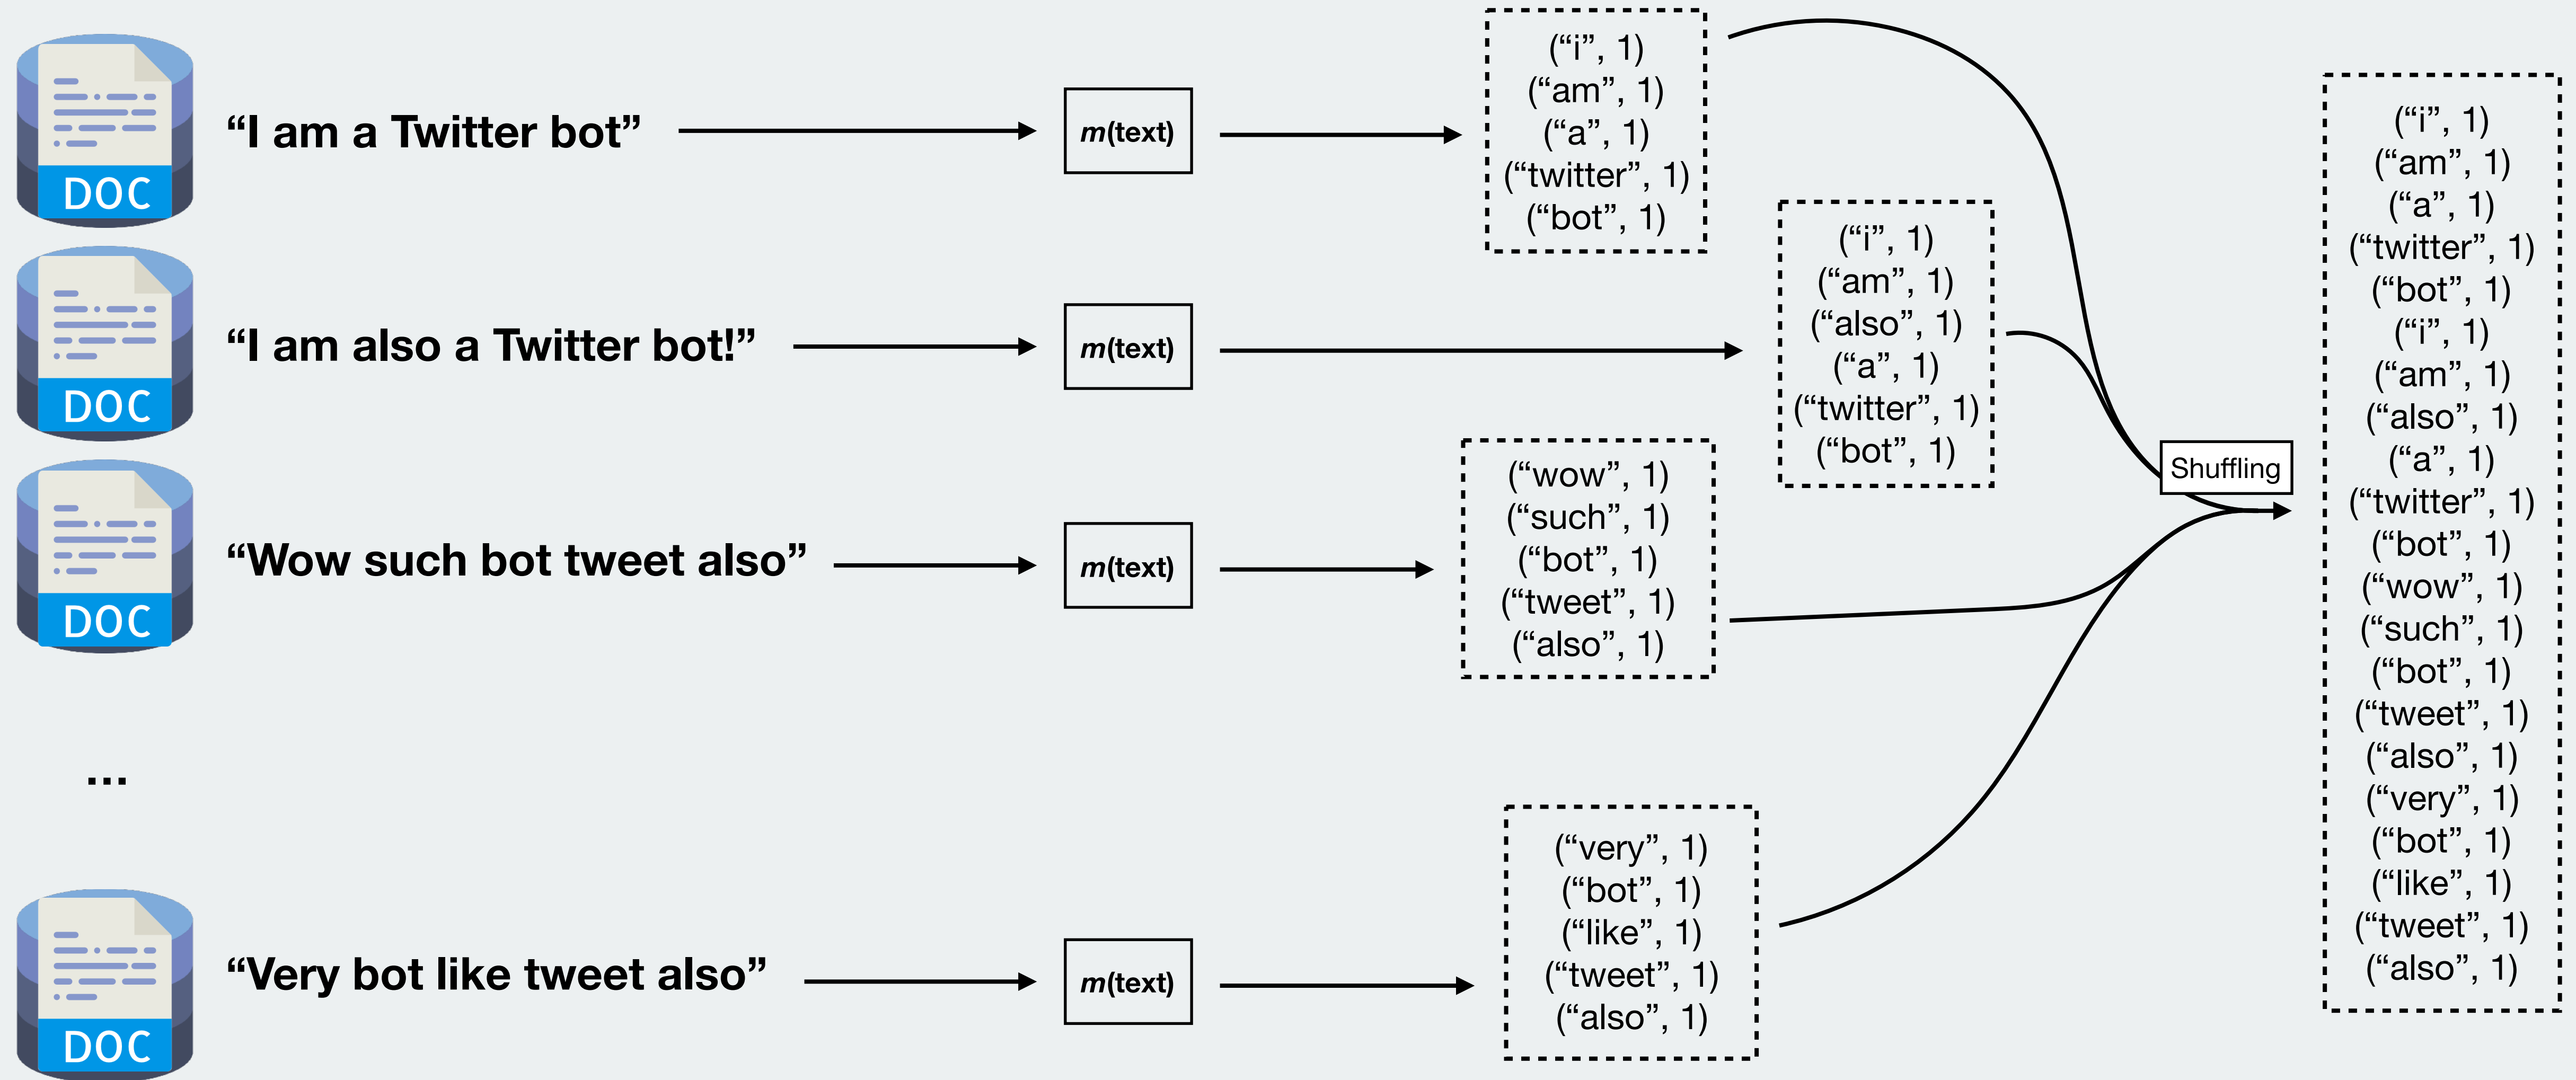 DOC
“I am a Twitter bot”
m(text)
(“i”, 1)
(“am”, 1)
(“a”, 1)
(“twitter”, 1)
(“bot”, 1)
DOC
“I am also a Twitter bot!”
m(text)
(“i”, 1)
(“am”, 1)
(“also”, 1)
(“a”, 1)
(“twitter”, 1)
(“bot”, 1)
DOC
“Wow such bot tweet also”
m(text)
(“wow”, 1)
(“such”, 1)
(“bot”, 1)
(“tweet”, 1)
(“also”, 1)
...
DOC
“Very bot like tweet also”
m(text)
(“very”, 1)
(“bot”, 1)
(“like”, 1)
(“tweet”, 1)
(“also”, 1)
Shuffling
(“i”, 1)
(“am”, 1)
(“a”, 1)
(“twitter”, 1)
(“bot”, 1)
(“i”, 1)
(“am”, 1)
(“also”, 1)
(“a”, 1)
(“twitter”, 1)
(“bot”, 1)
(“wow”, 1)
(“such”, 1)
(“bot”, 1)
(“tweet”, 1)
(“also”, 1)
(“very”, 1)
(“bot”, 1)
(“like”, 1)
(“tweet”, 1)
(“also”, 1)